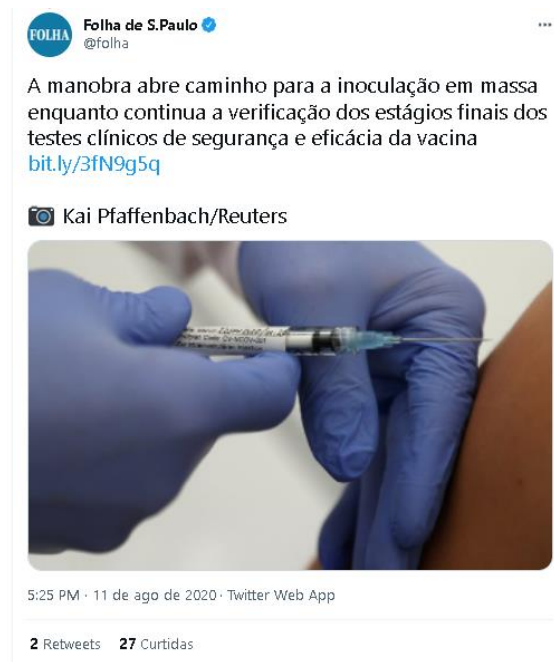 FOLHA
Folha de S.Paulo
@folha
A manobra abre caminho para a inoculação em massa
enquanto continua a verificação dos estágios finais dos
testes clínicos de segurança e eficácia da vacina
bit.ly/3fN9g5q
Kai Pfaffenbach/Reuters
5:25 PM · 11 de ago de 2020 · Twitter Web App
2 Retweets 27 Curtidas